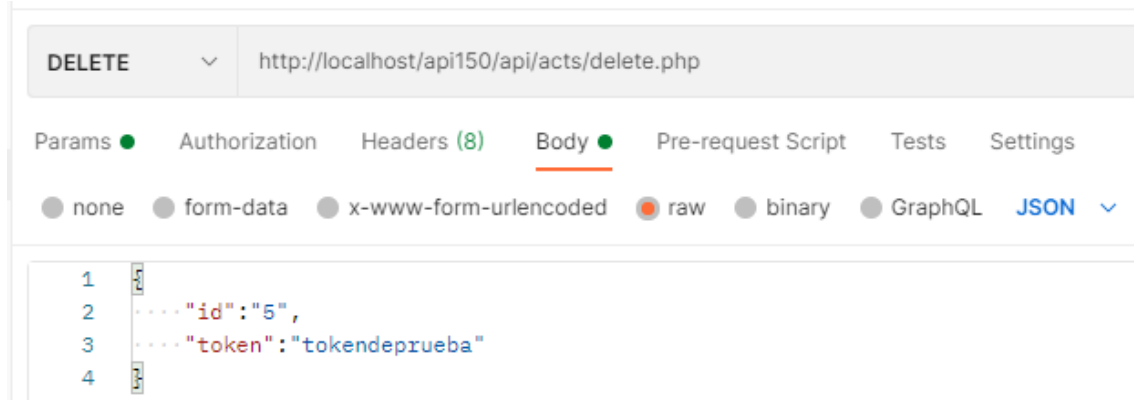 DELETE http://localhost/api150/api/acts/delete.php
Params Authorization Headers (8) Body Pre-request Script Tests Settings
none form-data x-www-form-urlencoded raw binary GraphQL JSON
1 {
2 ····"id":"5",
3 ····"token":"tokendeprueba"
4 }